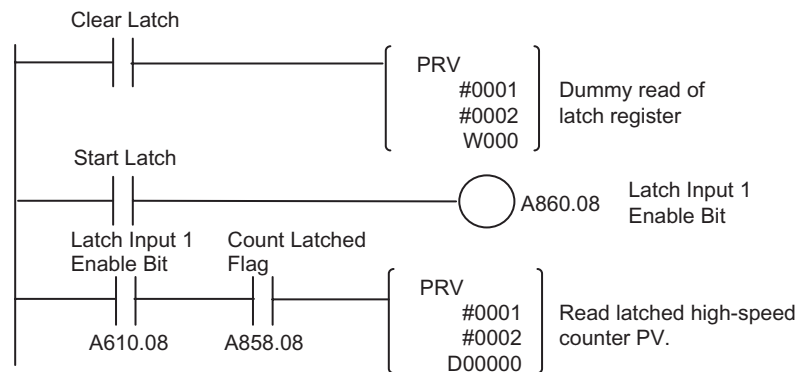 Clear Latch
PRV
#0001
#0002
W000
Dummy read of
latch register
Start Latch
A860.08
Latch Input 1
Enable Bit
Latch Input 1
Enable Bit
Count Latched
Flag
A610.08
A858.08
PRV
#0001
#0002
D00000
Read latched high-speed
counter PV.